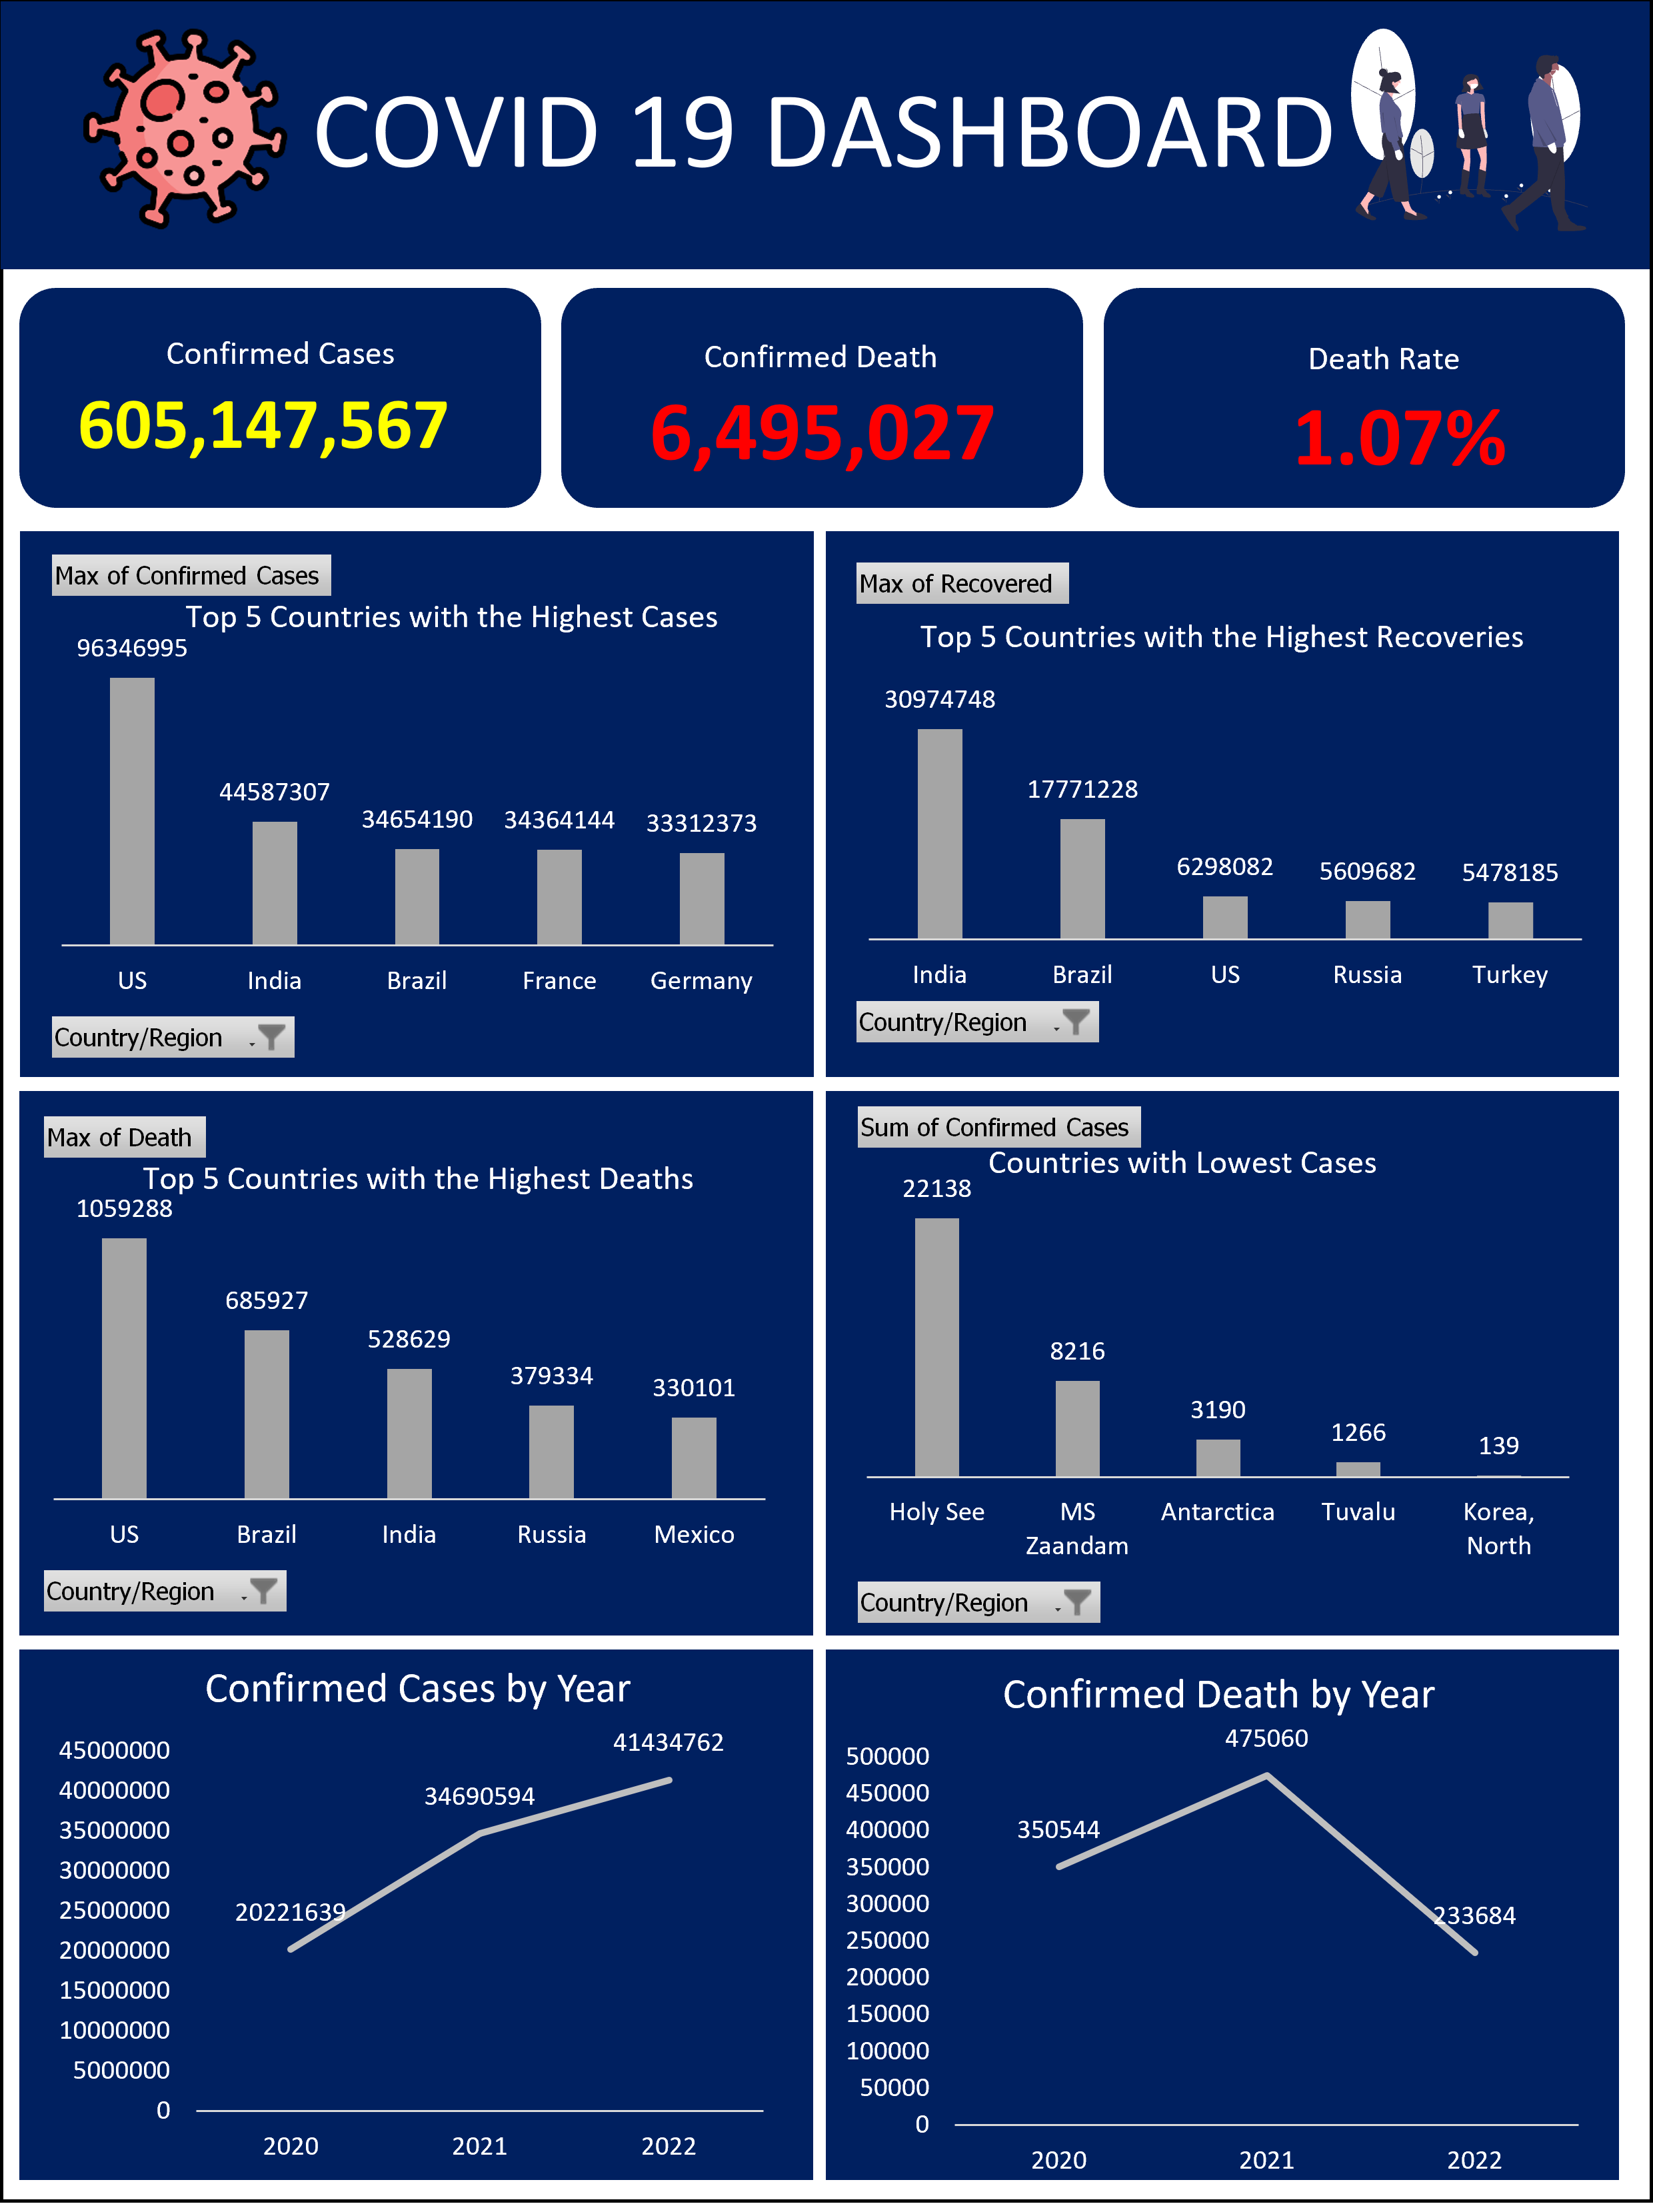 COVID 19 DASHBOARD
Confirmed Cases
605,147,567
Confirmed Death
6,495,027
Death Rate
1.07%
Max of Confirmed Cases
Top 5 Countries with the Highest Cases
96346995
44587307
34654190
34364144
33312373
US India Brazil France Germany
Country/Region
Max of Recovered
Top 5 Countries with the Highest Recoveries
30974748
17771228
6298082
5609682
5478185
India Brazil US Russia Turkey
Country/Region
Max of Death
Top 5 Countries with the Highest Deaths
1059288
685927
528629
379334
330101
US Brazil India Russia Mexico
Country/Region
Sum of Confirmed Cases
Countries with Lowest Cases
22138
8216
3190
1266
139
Holy See
MS
Zaandam
Antarctica
Tuvalu
Korea,
North
Country/Region
Confirmed Cases by Year
45000000
40000000
35000000
30000000
25000000
20000000
15000000
10000000
5000000
0
20221639
34690594
41434762
2020 2021 2022
Confirmed Death by Year
500000
450000
400000
350000
300000
250000
200000
150000
100000
50000
0
350544
475060
233684
2020 2021 2022